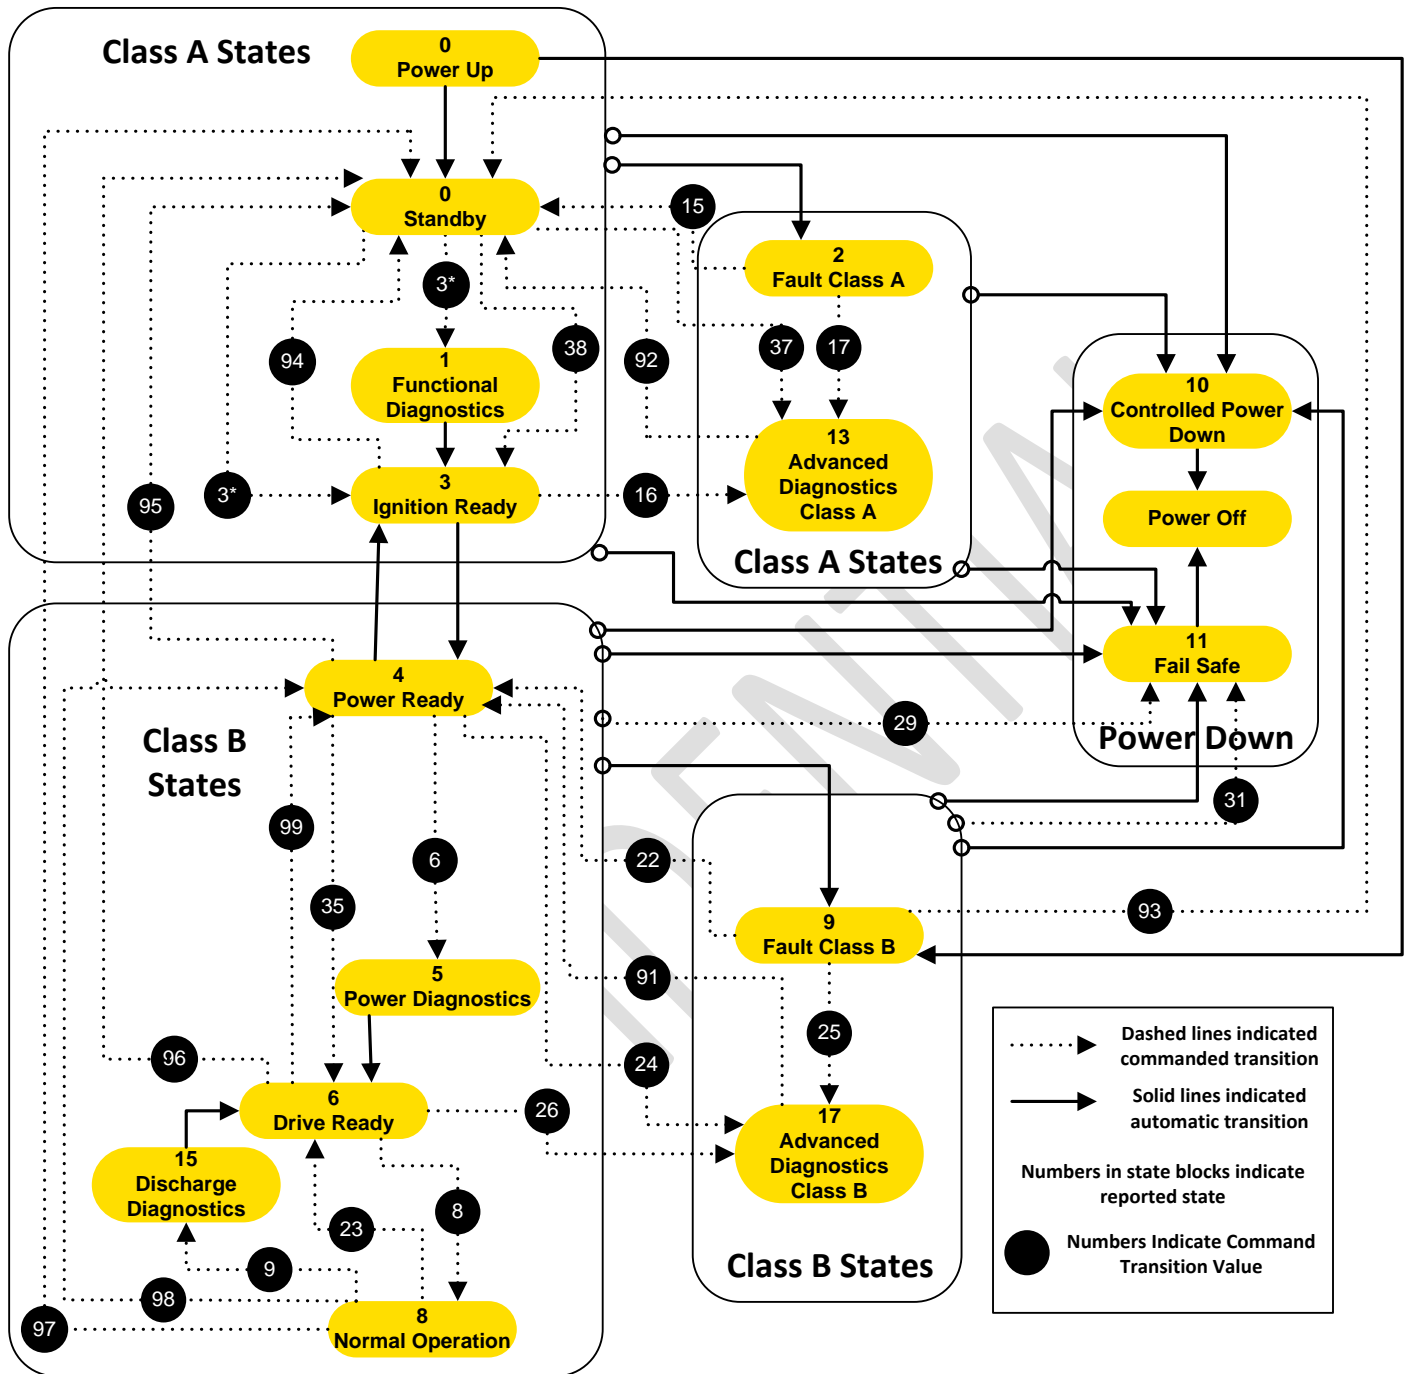 Class A States
0
Power Up
0
Standby
15
3*
2
Fault Class A
94
38
92
37
17
1
Functional
Diagnostics
10
Controlled Power
Down
13
Advanced
Diagnostics
Class A
95
3*
3
Ignition Ready
16
Power Off
Class A States
11
Fail Safe
4
Power Ready
29
Power Down
Class B
States
99
6
22
31
35
9
Fault Class B
93
5
Power Diagnostics
91
25
96
24
Dashed lines indicated
commanded transition
Solid lines indicated
automatic transition
6
Drive Ready
26
17
Advanced
Diagnostics
Class B
15
Discharge
Diagnostics
Numbers in state blocks indicate
reported state
23
8
9
Class B States
Numbers Indicate Command
Transition Value
98
97
8
Normal Operation